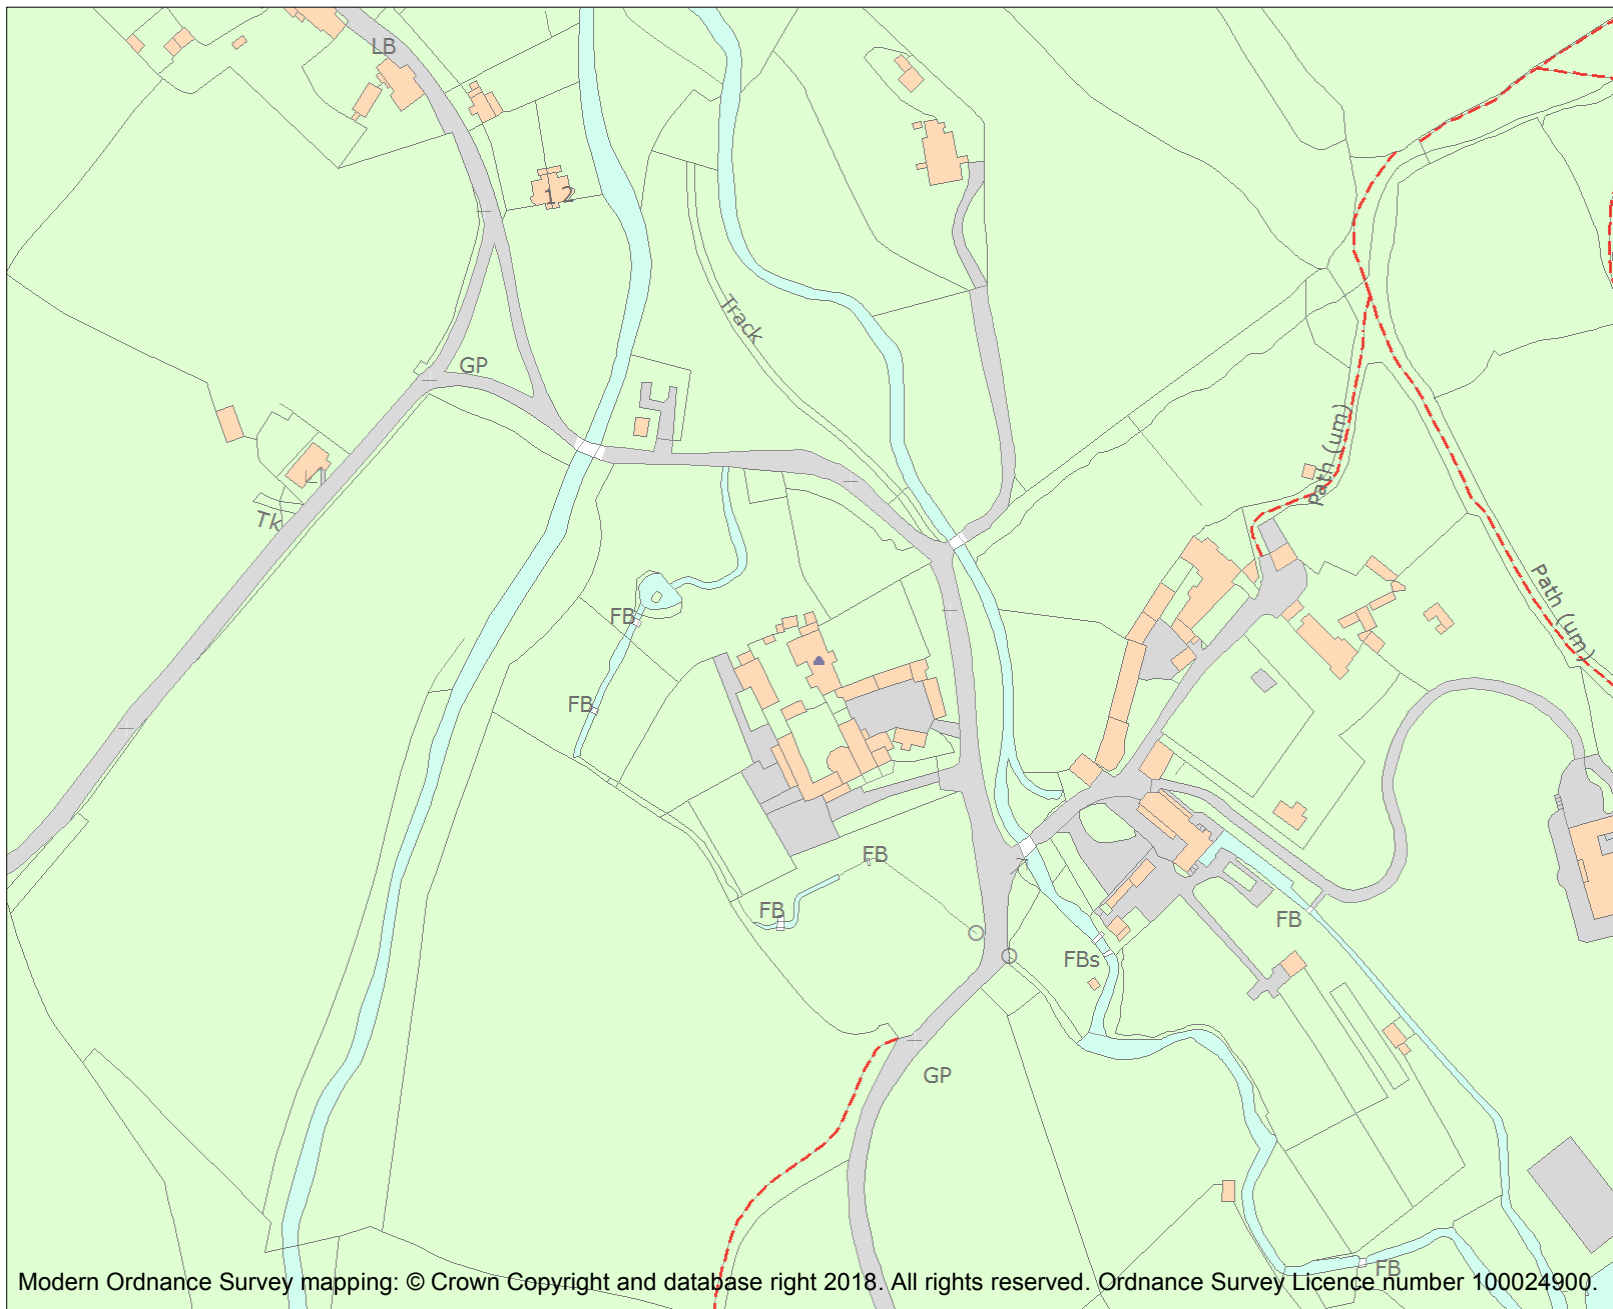 LB
1 2
Track
GP
Path (um)
Tk
Path (um)
FB
FB
FB
FB
FB
FBs
GP
FB
Modern Ordnance Survey mapping: © Crown Copyright and database right 2018. All rights reserved. Ordnance Survey Licence number 100024900.